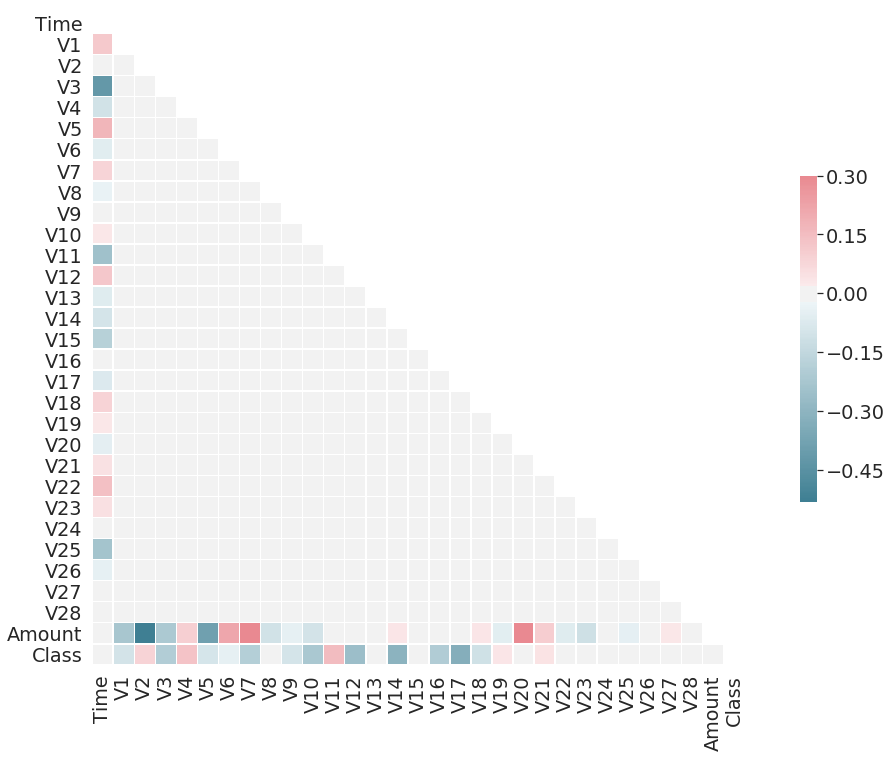 Time
V1
V2
V3
V4
V5
V6
V7
V8
V9
V10
V11
V12
V13
V14
V15
V16
V17
V18
V19
V20
V21
V22
V23
V24
V25
V26
V27
V28
Amount
Class
Time
V1
V2
V3
V4
V5
V6
V7
V8
V9
V10
V11
V12
V13
V14
V15
V16
V17
V18
V19
V20
V21
V22
V23
V24
V25
V26
V27
V28
Amount
Class
0.30
0.15
0.00
−0.15
−0.30
−0.45